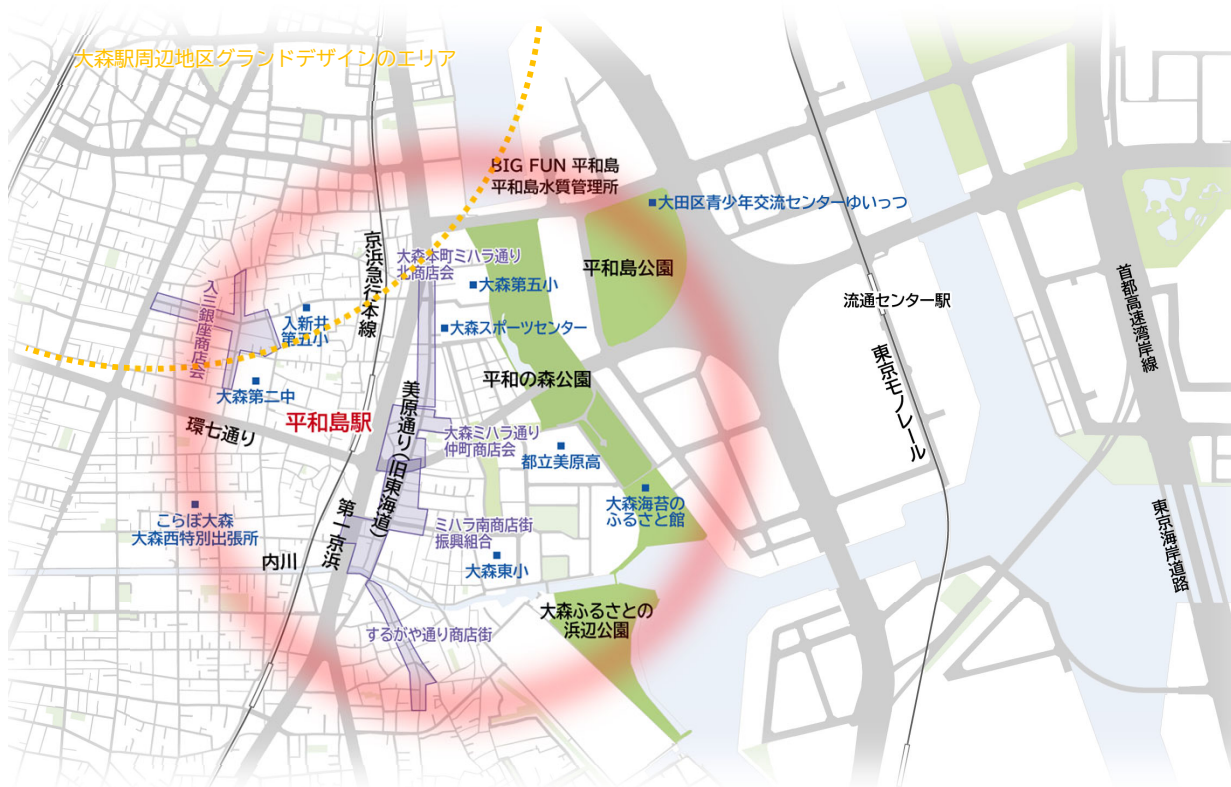 大森駅周辺地区グランドデザインのエリア
BIG FUN 平和島
平和島水質管理所
大田区青少年交流センターゆいっつ
京浜急行本線
大森本町ミハラ通り
北商店会
平和島公園
大森第五小
入三銀座商店会
入新井
第五小
大森スポーツセンター
流通センター駅
首都高速湾岸線
東京モノレール
大森第二中
平和の森公園
平和島駅
美原通り(旧東海道)
環七通り
大森ミハラ通り
仲町商店会
都立美原高
大森海苔の
ふるさと館
こらぼ大森
大森西特別出張所
第一京浜
ミハラ南商店街
振興組合
内川
大森東小
東京海岸道路
大森ふるさとの
浜辺公園
するがや通り商店街